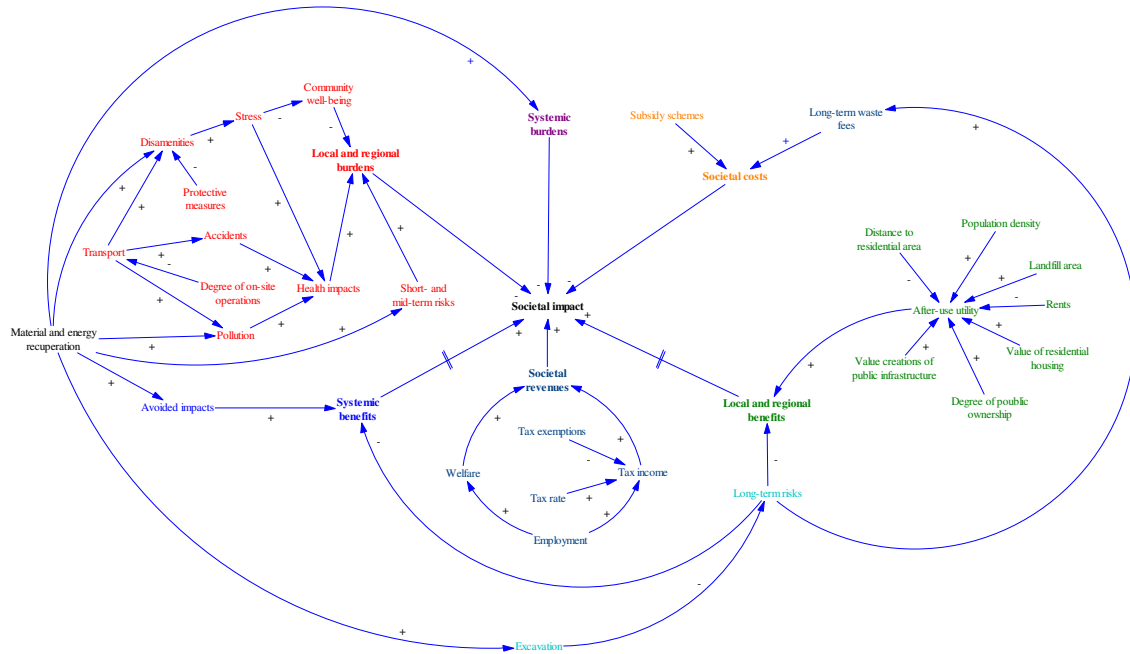 +
Community
well-being
Stress
-
Systemic
burdens
Subsidy schemes
Long-term waste
fees
+
Disamenities
+
-
Local and regional
burdens
+
+
+
Societal costs
-
+
Protective
measures
+
+
Population density
Distance to
residential area
Accidents
+
Transport
+
-
+
+
Landfill area
-
+
Degree of on-site
operations
Health impacts
Short- and
mid-term risks
-
-
-
+
-
Rents
Societal impact
After-use utility
+
+
+
+
+
Material and energy
recuperation
+
Pollution
+
+
+
+
Value of residential
housing
Value creations of
public infrastructure
+
+
Societal
revenues
+
Avoided impacts
+
Systemic
benefits
Local and regional
benefits
Degree of poublic
ownership
+
-
Tax exemptions
+
-
-
Welfare
Tax income
Tax rate
+
Long-term risks
+
+
Employment
-
+
Excavation